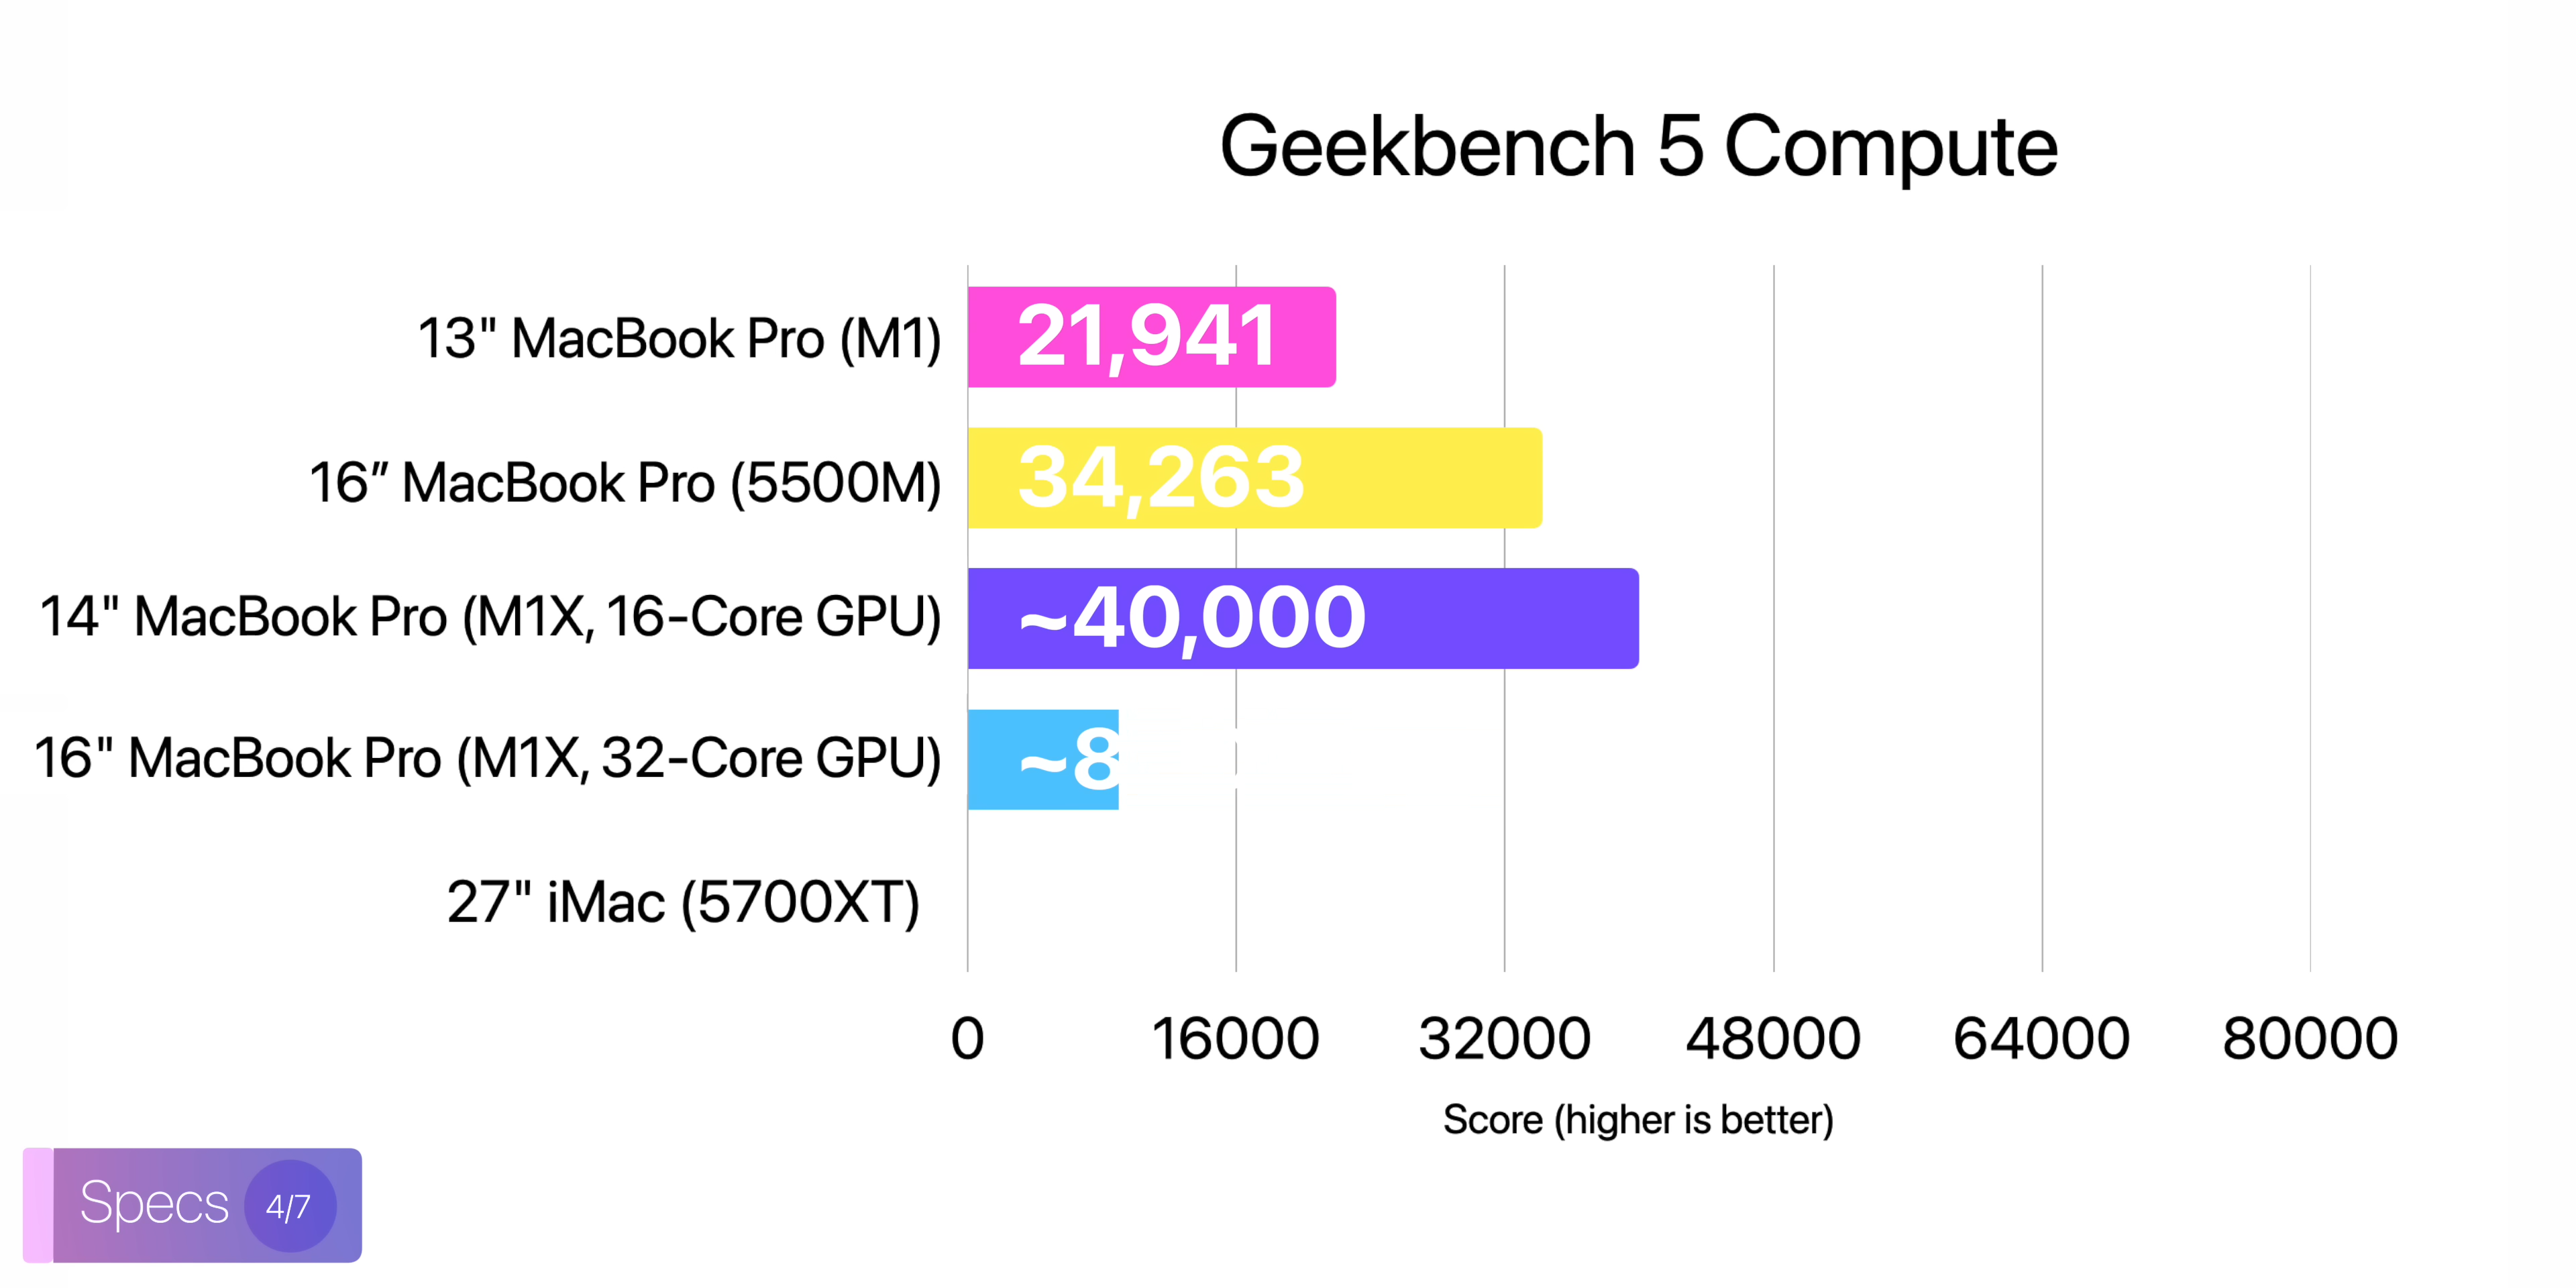 Geekbench 5 Compute
13" MacBook Pro (M1)
21,941
16” MacBook Pro (5500M)
34,263
14" MacBook Pro (M1X, 16-Core GPU)
~40,000
16" MacBook Pro (M1X, 32-Core GPU)
~8
27" iMac (5700XT)
0 16000 32000 48000 64000 80000
Score (higher is better)
Specs 4/7